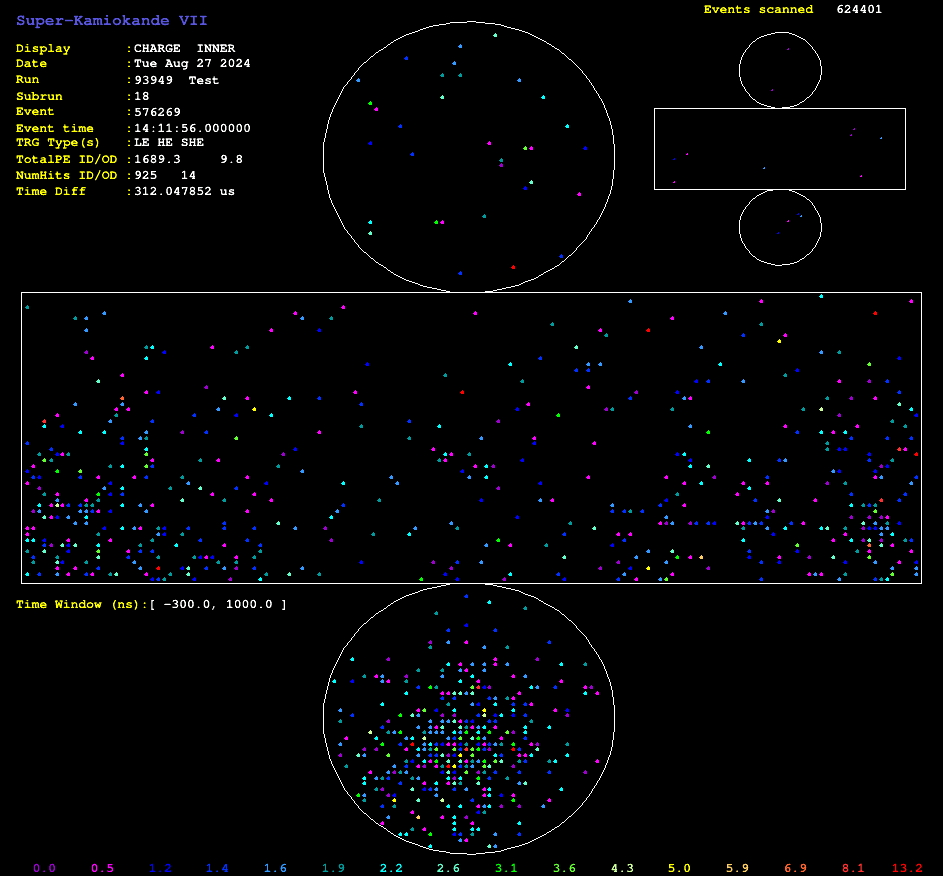 Super-Kamiokande VII
Events scanned 624401
Display :CHARGE INNER
Date :Tue Aug 27 2024
Run :93949 Test
Subrun :18
Event :576269
Event time :14:11:56.000000
TRG Type(s) :LE HE SHE
TotalPE ID/OD :1689.3 9.8
NumHits ID/OD :925 14
Time Diff :312.047852 us
Time Window (ns):[ -300.0, 1000.0 ]
0.0 0.5 1.2 1.4 1.6 1.9 2.2 2.6 3.1 3.6 4.3 5.0 5.9 6.9 8.1 13.2